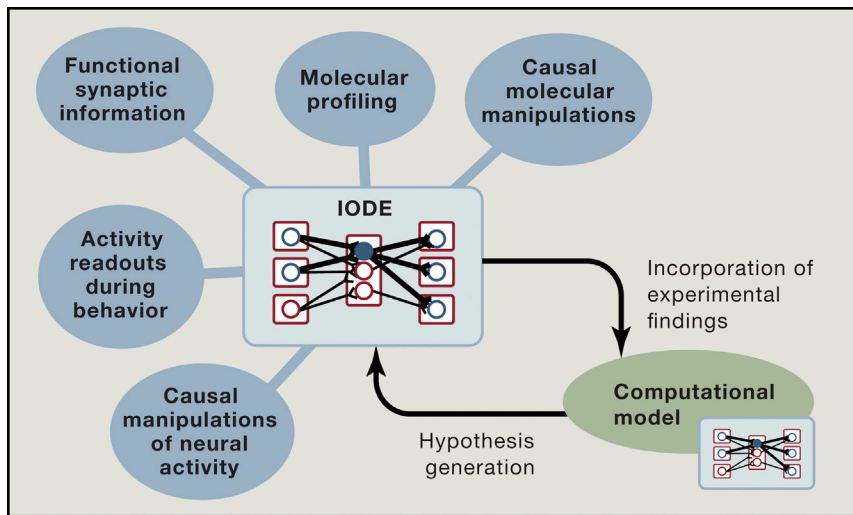 Functional
synaptic
information
Molecular
profiling
Causal
molecular
manipulations
IODE
Activity
readouts
during
behavior
Causal
manipulations
of neural
activity
Incorporation of
experimental
findings
Computational
model
Hypothesis
generation